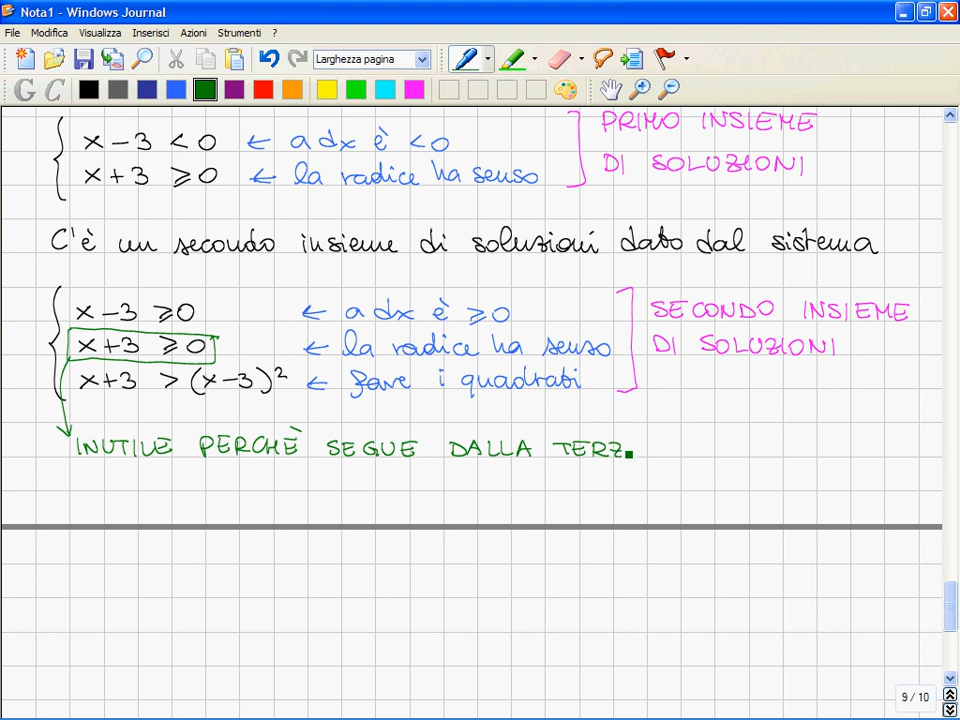 Nota1 - Windows Journal
File Modifica Visualizza Inserisci Azioni Strumenti ?
Larghezza pagina
x - 3 < 0 ← a dx è < 0
x + 3 ⩾ 0 ← la radice ha senso
PRIMO INSIEME
DI SOLUZIONI
C'è un secondo insieme di soluzioni dato dal sistema
x - 3 ⩾ 0 ← a dx è ⩾ 0
x + 3 ⩾ 0 ← la radice ha senso
x + 3 > (x - 3)² ← fare i quadrati
SECONDO INSIEME
DI SOLUZIONI
INUTILE PERCHÈ SEGUE DALLA TERZ
9 / 10